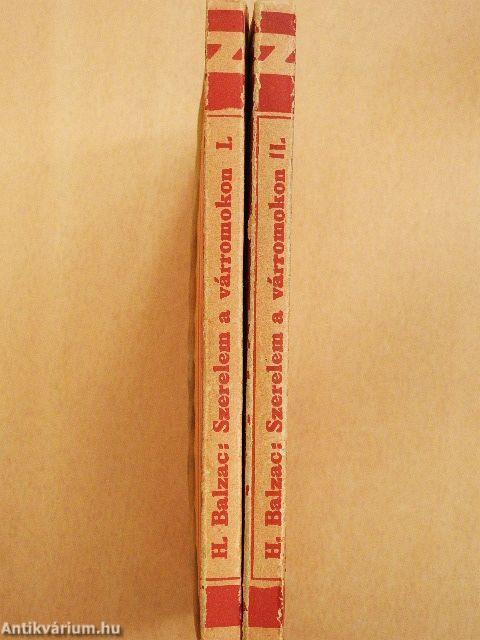 N
H. Balzac: Szerelem a várromokon I.
N
H. Balzac: Szerelem a várromokon II.
Antikvárium.hu